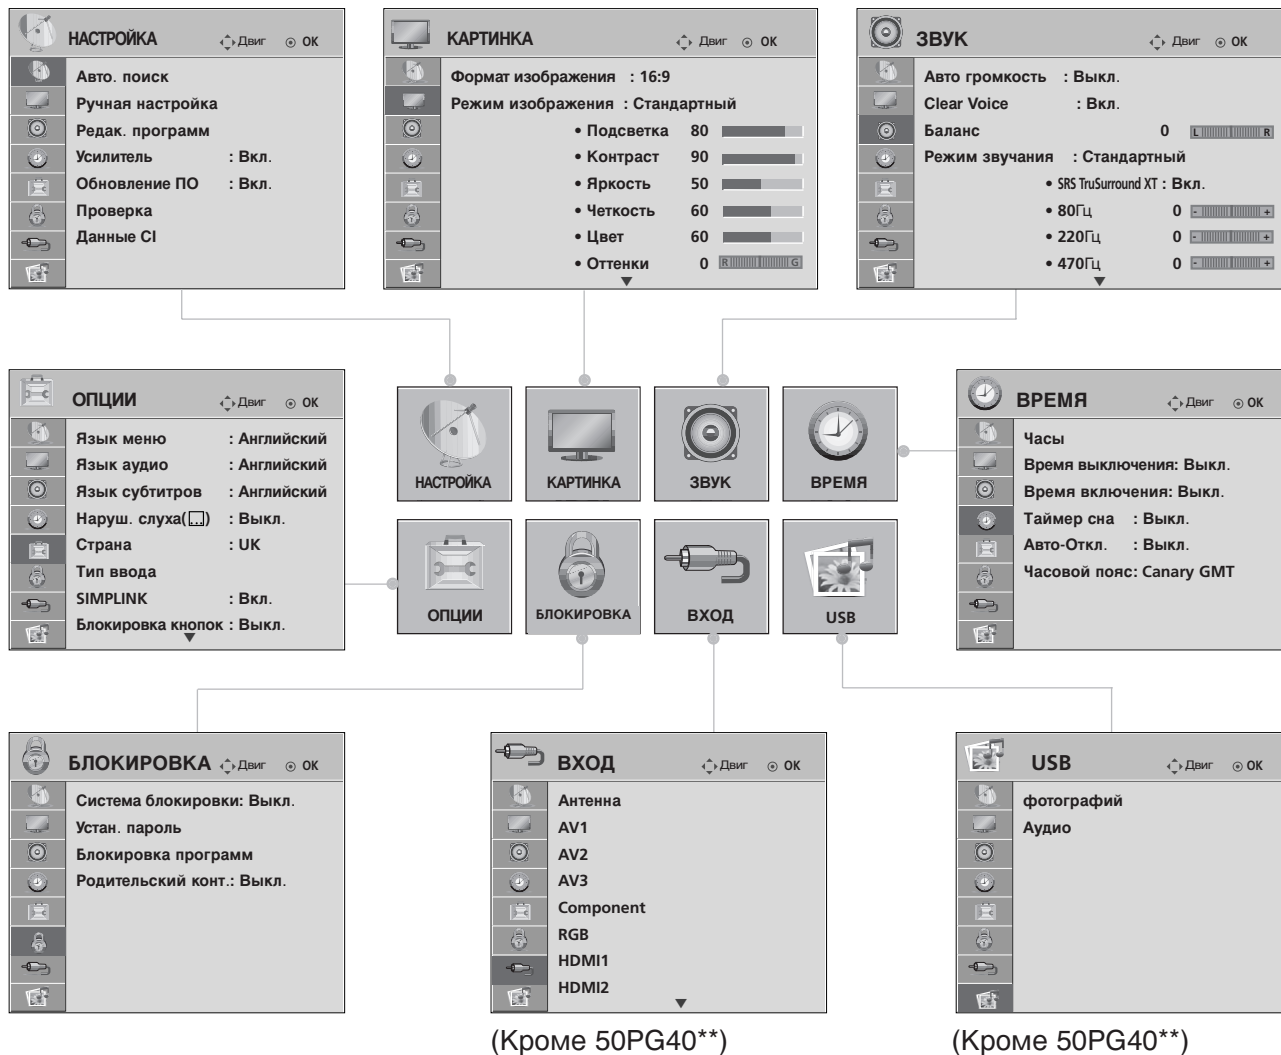 НАСТРОЙКА Двиг OK
Авто. поиск
Ручная настройка
Редак. программ
Усилитель : Вкл.
Обновление ПО : Вкл.
Проверка
Данные CI
КАРТИНКА Двиг OK
Формат изображения : 16:9
Режим изображения : Стандартный
• Подсветка 80
• Контраст 90
• Яркость 50
• Четкость 60
• Цвет 60
• Оттенки 0 R G
ЗВУК Двиг OK
Авто громкость : Выкл.
Clear Voice : Вкл.
Баланс 0 L R
Режим звучания : Стандартный
• SRS TruSurround XT : Вкл.
• 80Гц 0 - +
• 220Гц 0 - +
• 470Гц 0 - +
ОПЦИИ Двиг OK
Язык меню : Английский
Язык аудио : Английский
Язык субтитров : Английский
Наруш. слуха( ) : Выкл.
Страна : UK
Тип ввода
SIMPLINK : Вкл.
Блокировка кнопок : Выкл.
НАСТРОЙКА
КАРТИНКА
ЗВУК
ВРЕМЯ
ОПЦИИ
БЛОКИРОВКА
ВХОД
USB
ВРЕМЯ Двиг OK
Часы
Время выключения: Выкл.
Время включения: Выкл.
Таймер сна : Выкл.
Авто-Откл. : Выкл.
Часовой пояс: Canary GMT
БЛОКИРОВКА Двиг OK
Система блокировки: Выкл.
Устан. пароль
Блокировка программ
Родительский конт.: Выкл.
ВХОД Двиг OK
Антенна
AV1
AV2
AV3
Component
RGB
HDMI1
HDMI2
(Кроме 50PG40**)
USB Двиг OK
фотографий
Аудио
(Кроме 50PG40**)